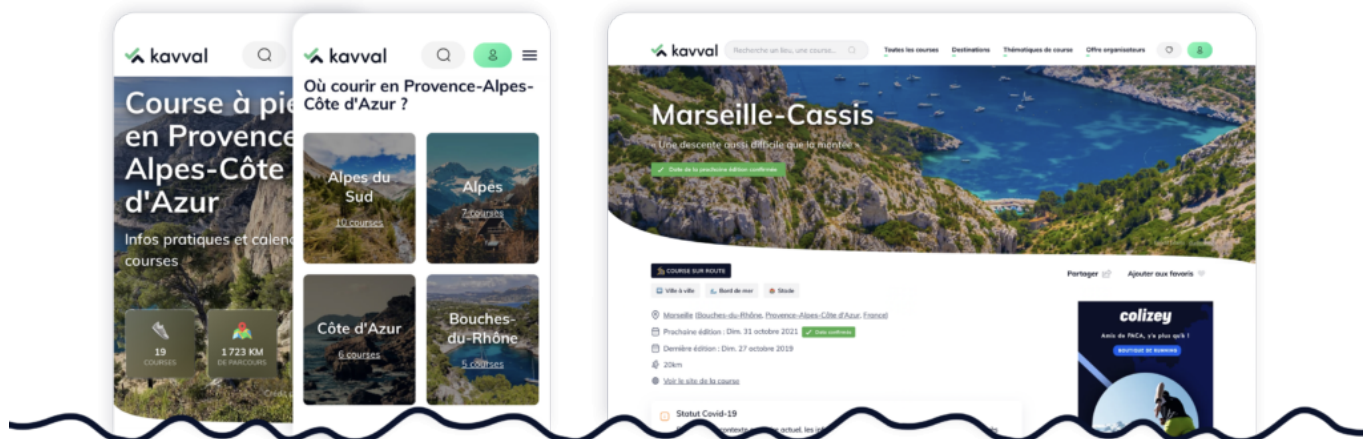 kavval
Course à pie
en Provence
Alpes-Côte
d'Azur
Infos pratiques et calend
courses
19
COURSES
1 723 KM
DE PARCOURS
kavval
Où courir en Provence-Alpes-
Côte d'Azur ?
Alpes du
Sud
10 courses
Alpes
7 courses
Côte d'Azur
6 courses
Bouches-
du-Rhône
5 courses
kavval
Recherche un lieu, une course...
Toutes les courses
Destinations
Thématiques de course
Offre organisateurs
Marseille-Cassis
« Une descente aussi difficile que la montée »
Date de la prochaine édition confirmée
COURSE SUR ROUTE
Partager
Ajouter aux favoris
Ville à ville
Bord de mer
Stade
Marseille (Bouches-du-Rhône, Provence-Alpes-Côte d'Azur, France)
Prochaine édition : Dim. 31 octobre 2021
Date confirmée
Dernière édition : Dim. 27 octobre 2019
20km
Voir le site de la course
colizey
Amis de PACA, y'a plus qu'à !
BOUTIQUE DE RUNNING
Statut Covid-19